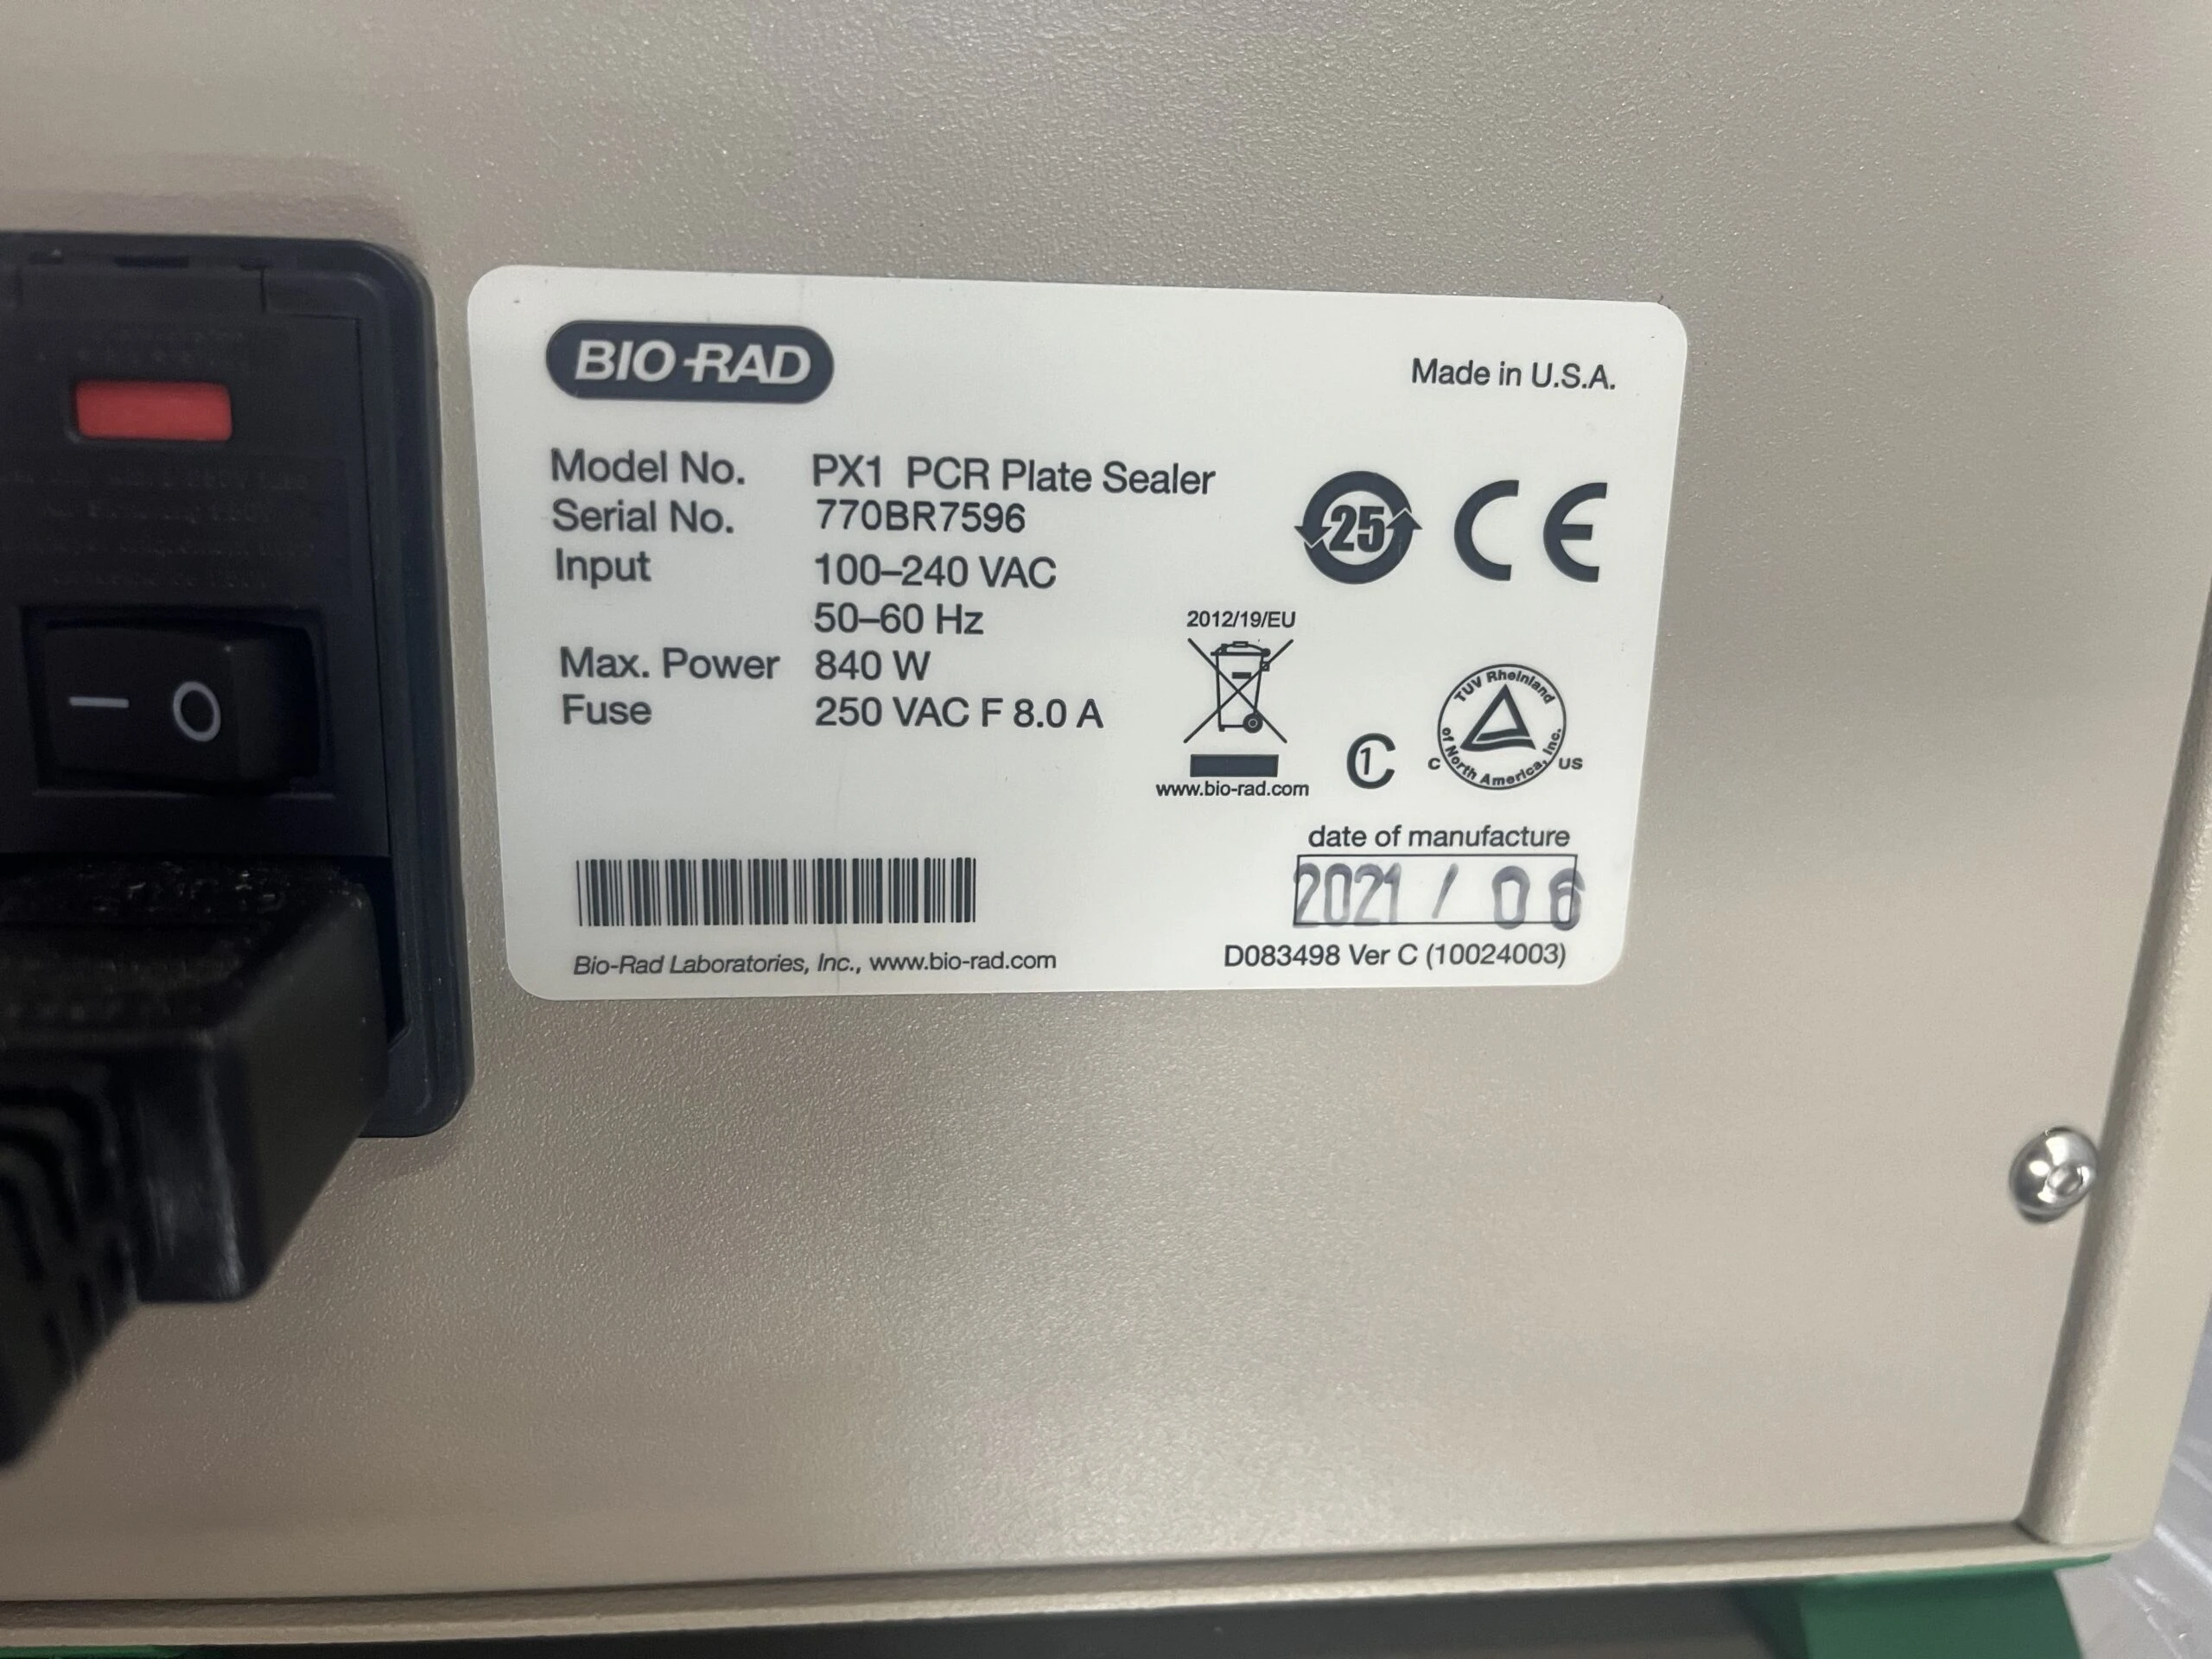 BIO-RAD
Made in U.S.A.
Model No. PX1 PCR Plate Sealer
Serial No. 770BR7596
Input 100–240 VAC
50–60 Hz
Max. Power 840 W
Fuse 250 VAC F 8.0 A
25 CE
2012/19/EU
www.bio-rad.com
1
TUV Rheinland
of North America, Inc.
C US
date of manufacture
2021 / 06
Bio-Rad Laboratories, Inc., www.bio-rad.com
D083498 Ver C (10024003)